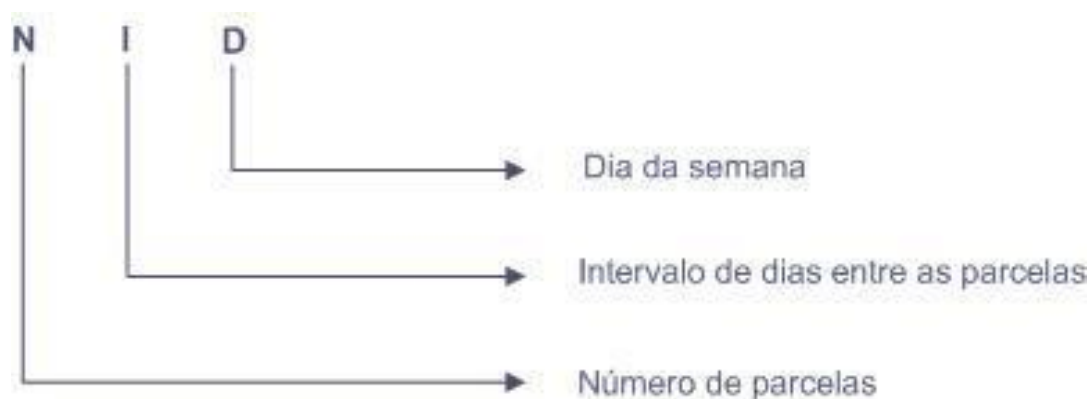 N I D
Dia da semana
Intervalo de dias entre as parcelas
Número de parcelas